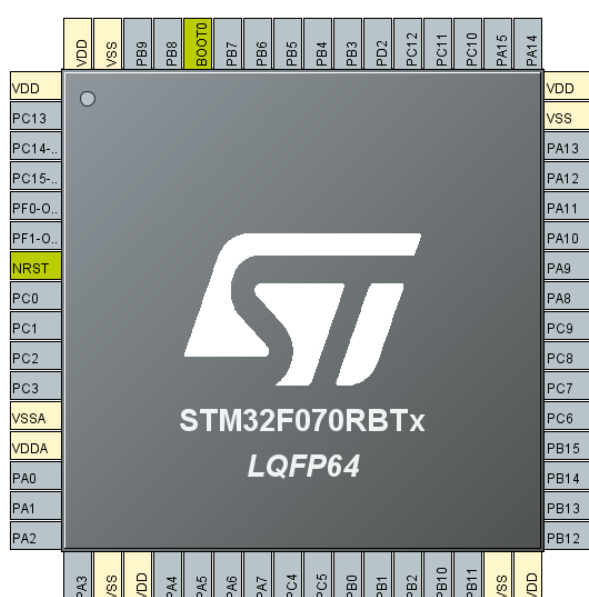 VDD
VSS
PB9
PB8
BOOT0
PB7
PB6
PB5
PB4
PB3
PD2
PC12
PC11
PC10
PA15
PA14
VDD
PC13
PC14-..
PC15-..
PF0-O..
PF1-O..
NRST
PC0
PC1
PC2
PC3
VSSA
VDDA
PA0
PA1
PA2
ST
STM32F070RBTx
LQFP64
VDD
VSS
PA13
PA12
PA11
PA10
PA9
PA8
PC9
PC8
PC7
PC6
PB15
PB14
PB13
PB12
PA3
VSS
VDD
PA4
PA5
PA6
PA7
PC4
PC5
PB0
PB1
PB2
PB10
PB11
VSS
VDD